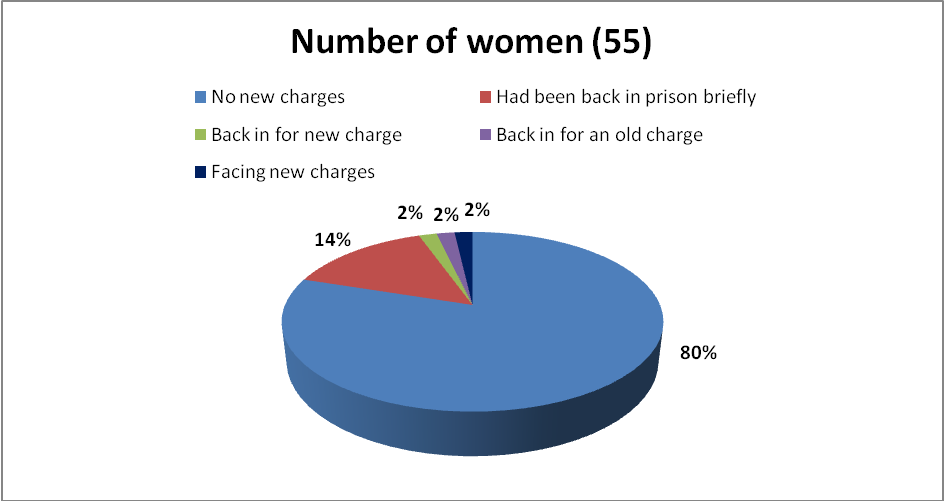 Number of women (55)
No new charges
Had been back in prison briefly
Back in for new charge
Back in for an old charge
Facing new charges
2%
2%
2%
14%
80%